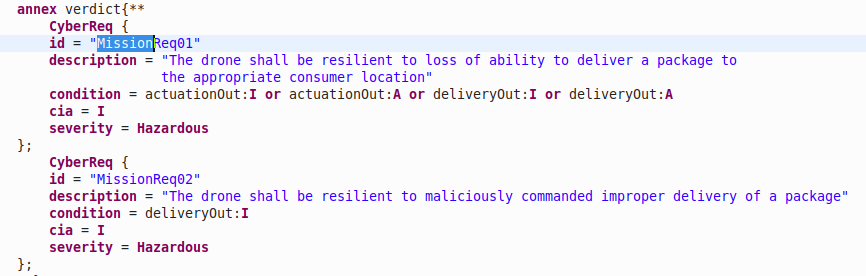 annex verdict{**
CyberReq {
id = "MissionReq01"
description = "The drone shall be resilient to loss of ability to deliver a package to
the appropriate consumer location"
condition = actuationOut:I or actuationOut:A or deliveryOut:I or deliveryOut:A
cia = I
severity = Hazardous
};
CyberReq {
id = "MissionReq02"
description = "The drone shall be resilient to maliciously commanded improper delivery of a package"
condition = deliveryOut:I
cia = I
severity = Hazardous
};